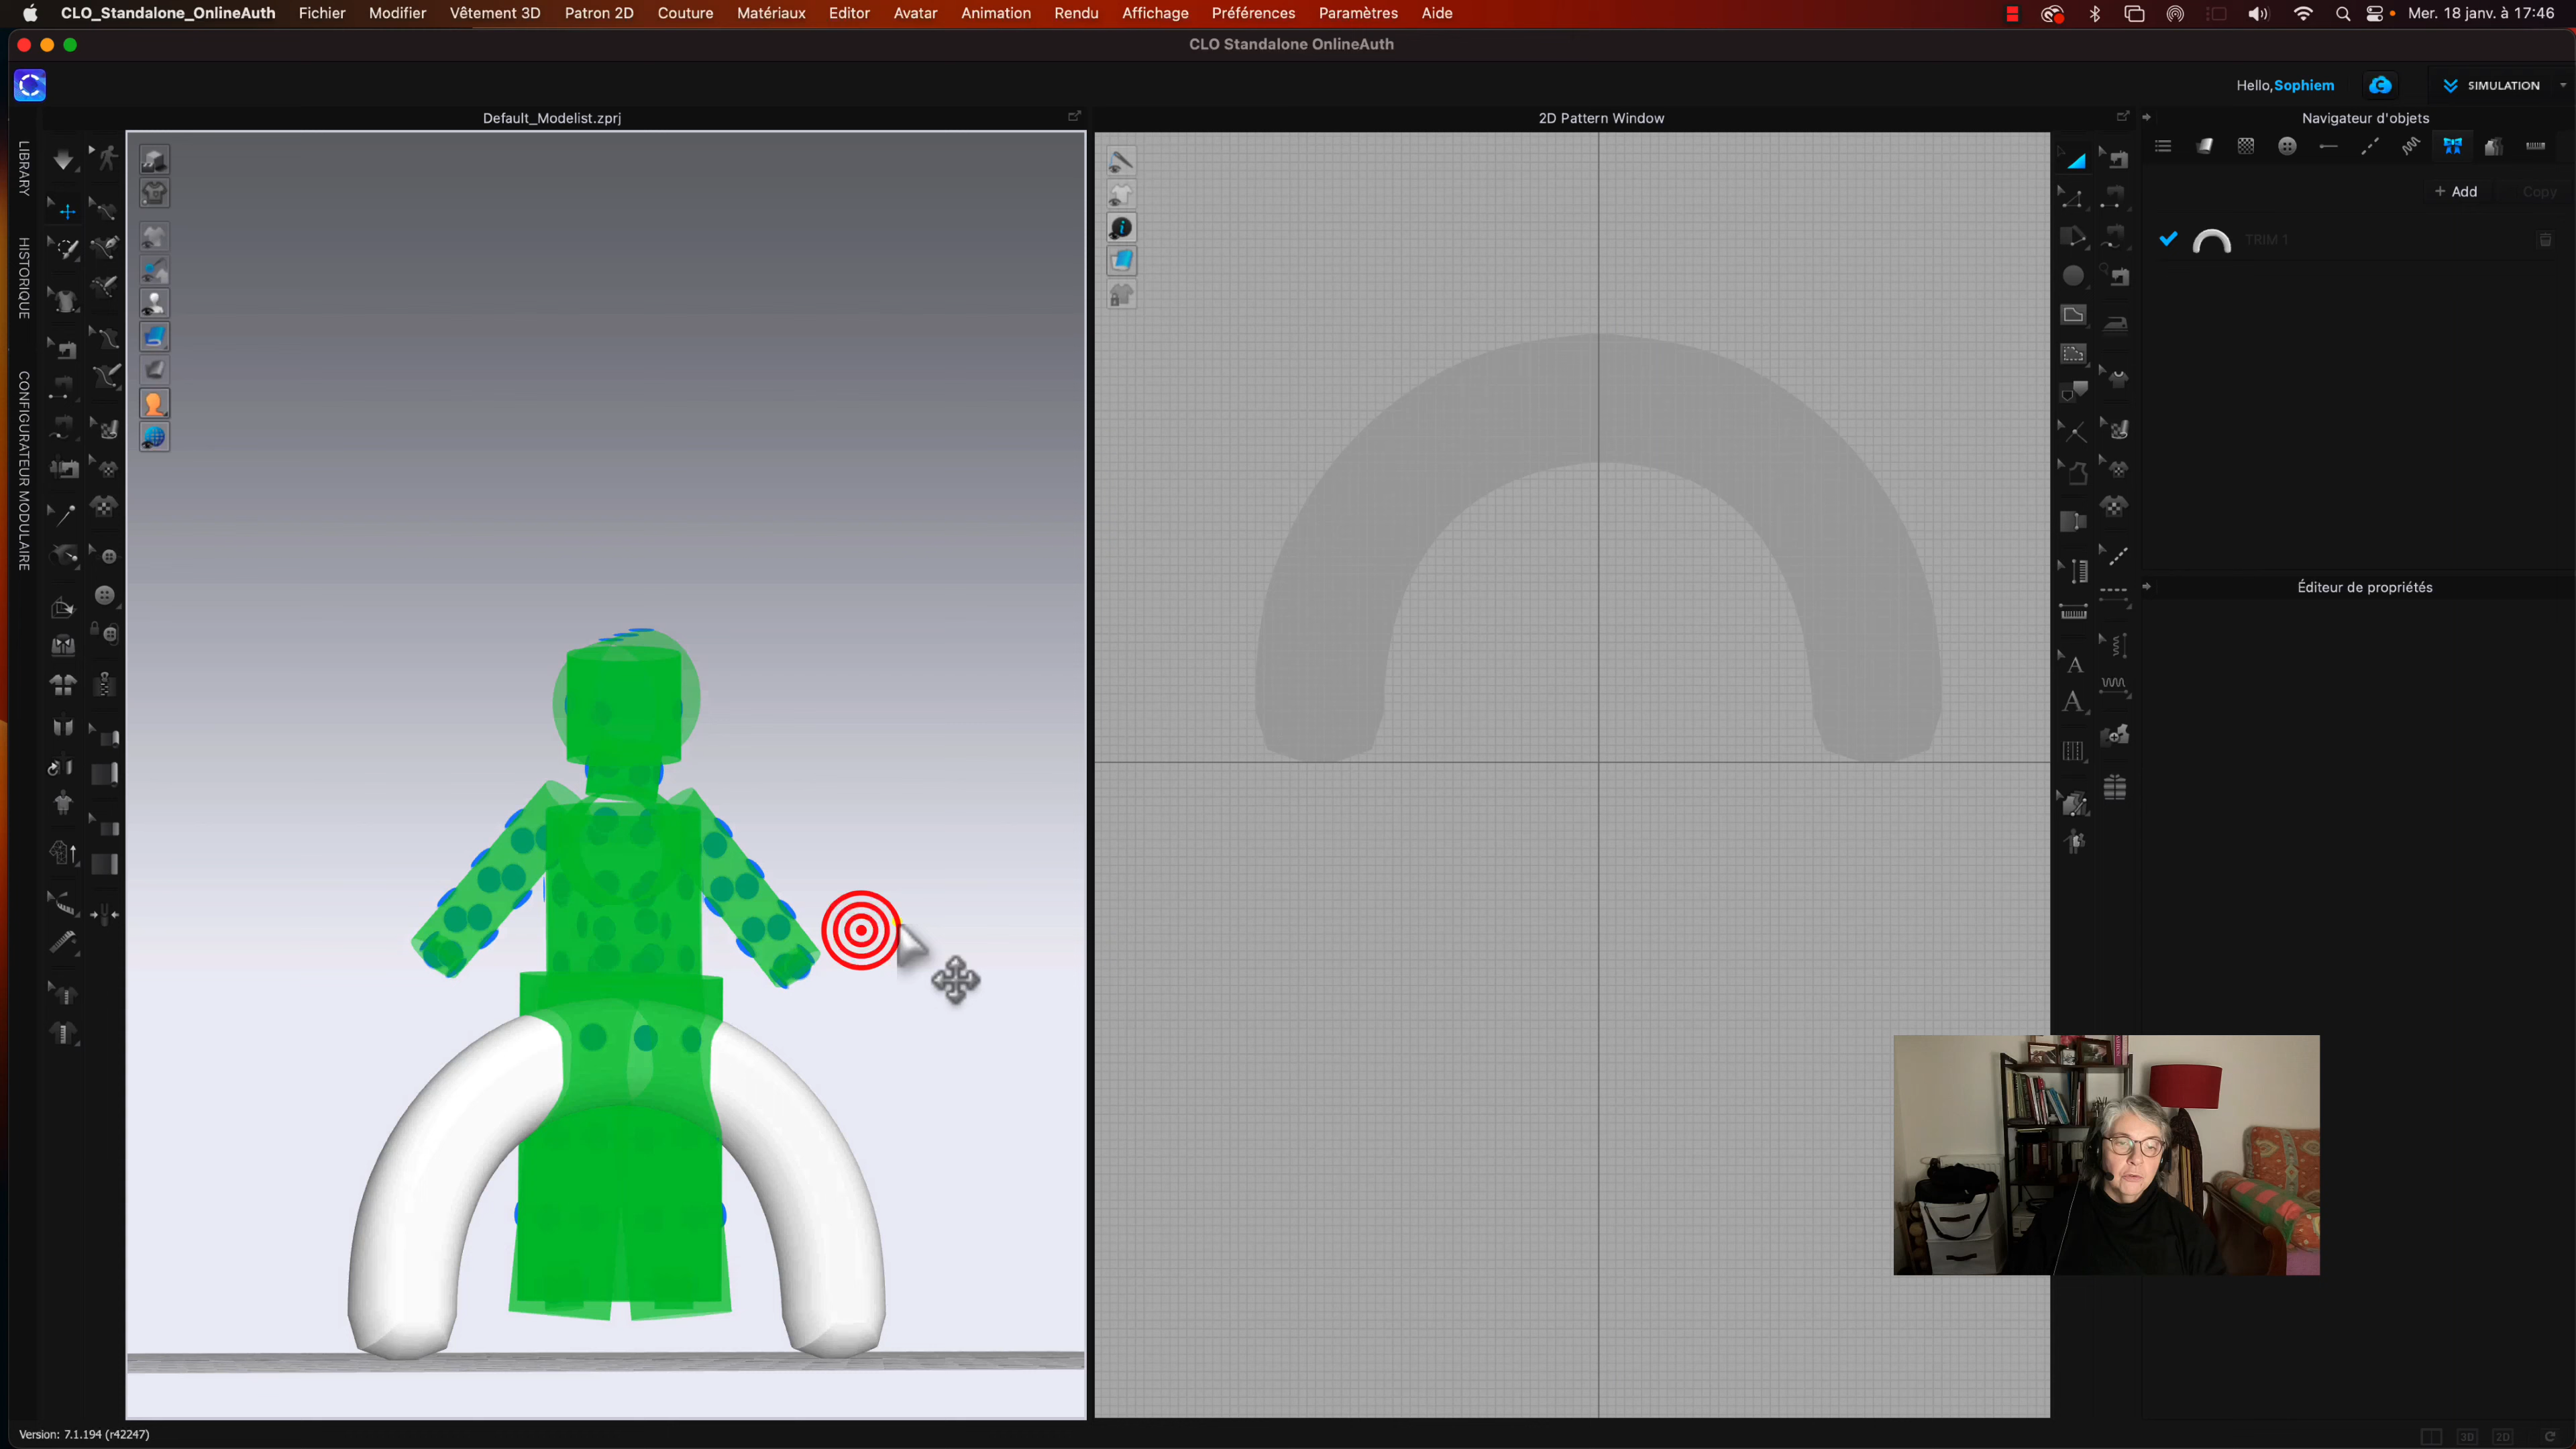 CLO_Standalone_OnlineAuth Fichier Modifier Vêtement 3D Patron 2D Couture Matériaux Editor Avatar Animation Rendu Affichage Préférences Paramètres Aide Mer. 18 janv. à 17:46
CLO Standalone OnlineAuth
Hello,Sophiem SIMULATION
Default_Modelist.zprj 2D Pattern Window Navigateur d'objets
+ Add Copy
TRIM 1
LIBRARY
HISTORIQUE
CONFIGURATEUR MODULAIRE
Éditeur de propriétés
A
A
Version: 7.1.194 (r42247) 3D 2D